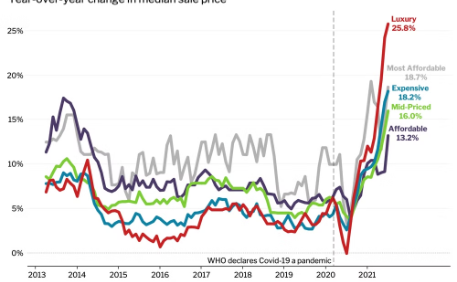 Year-over-year change in median sale price
Luxury
25.8%
25%
Most Affordable
18.7%
20%
Expensive
18.2%
Mid-Priced
16.0%
15%
Affordable
13.2%
10%
5%
WHO declares Covid-19 a pandemic
0%
2013 2014 2015 2016 2017 2018 2019 2020 2021